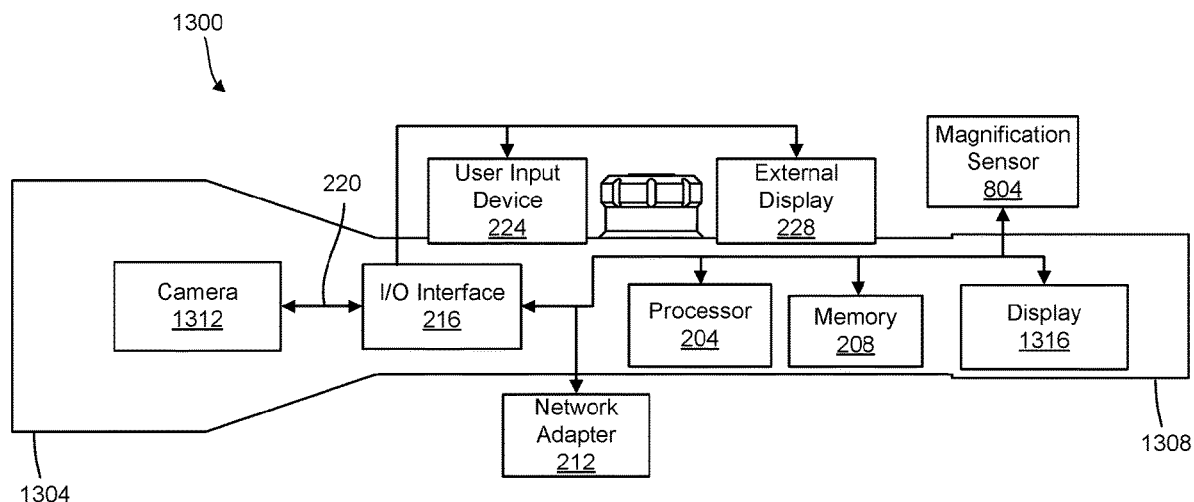 1300
Magnification
Sensor
804
220
User Input
Device
224
External
Display
228
Camera
1312
I/O Interface
216
Processor
204
Memory
208
Display
1316
Network
Adapter
212
1304
1308